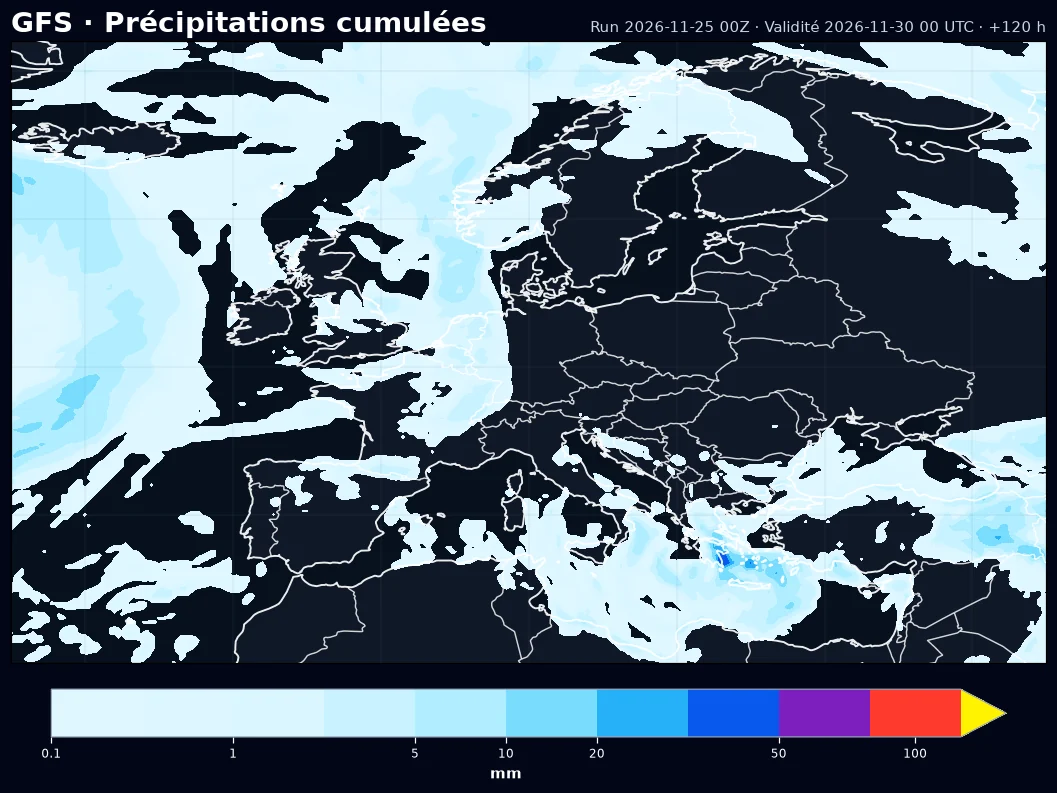 GFS · Précipitations cumulées
Run 2026-11-25 00Z · Validité 2026-11-30 00 UTC · +120 h
0.1 1 5 10 20 50 100
mm